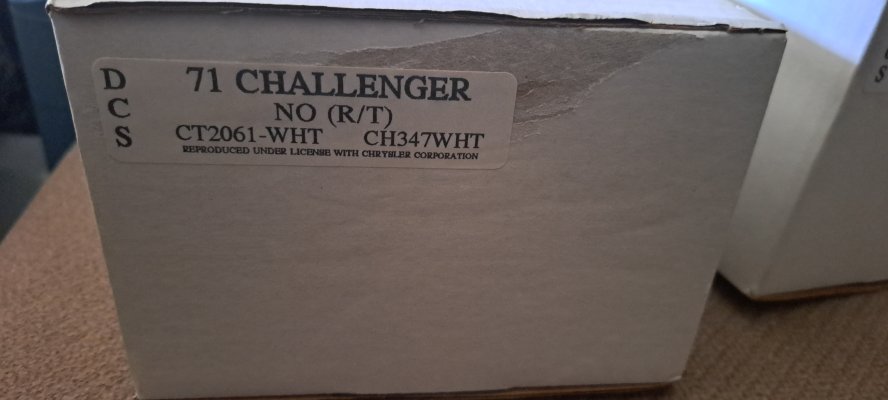 D
C
S
71 CHALLENGER
NO (R/T)
CT2061-WHT CH347WHT
REPRODUCED UNDER LICENSE WITH CHRYSLER CORPORATION
S